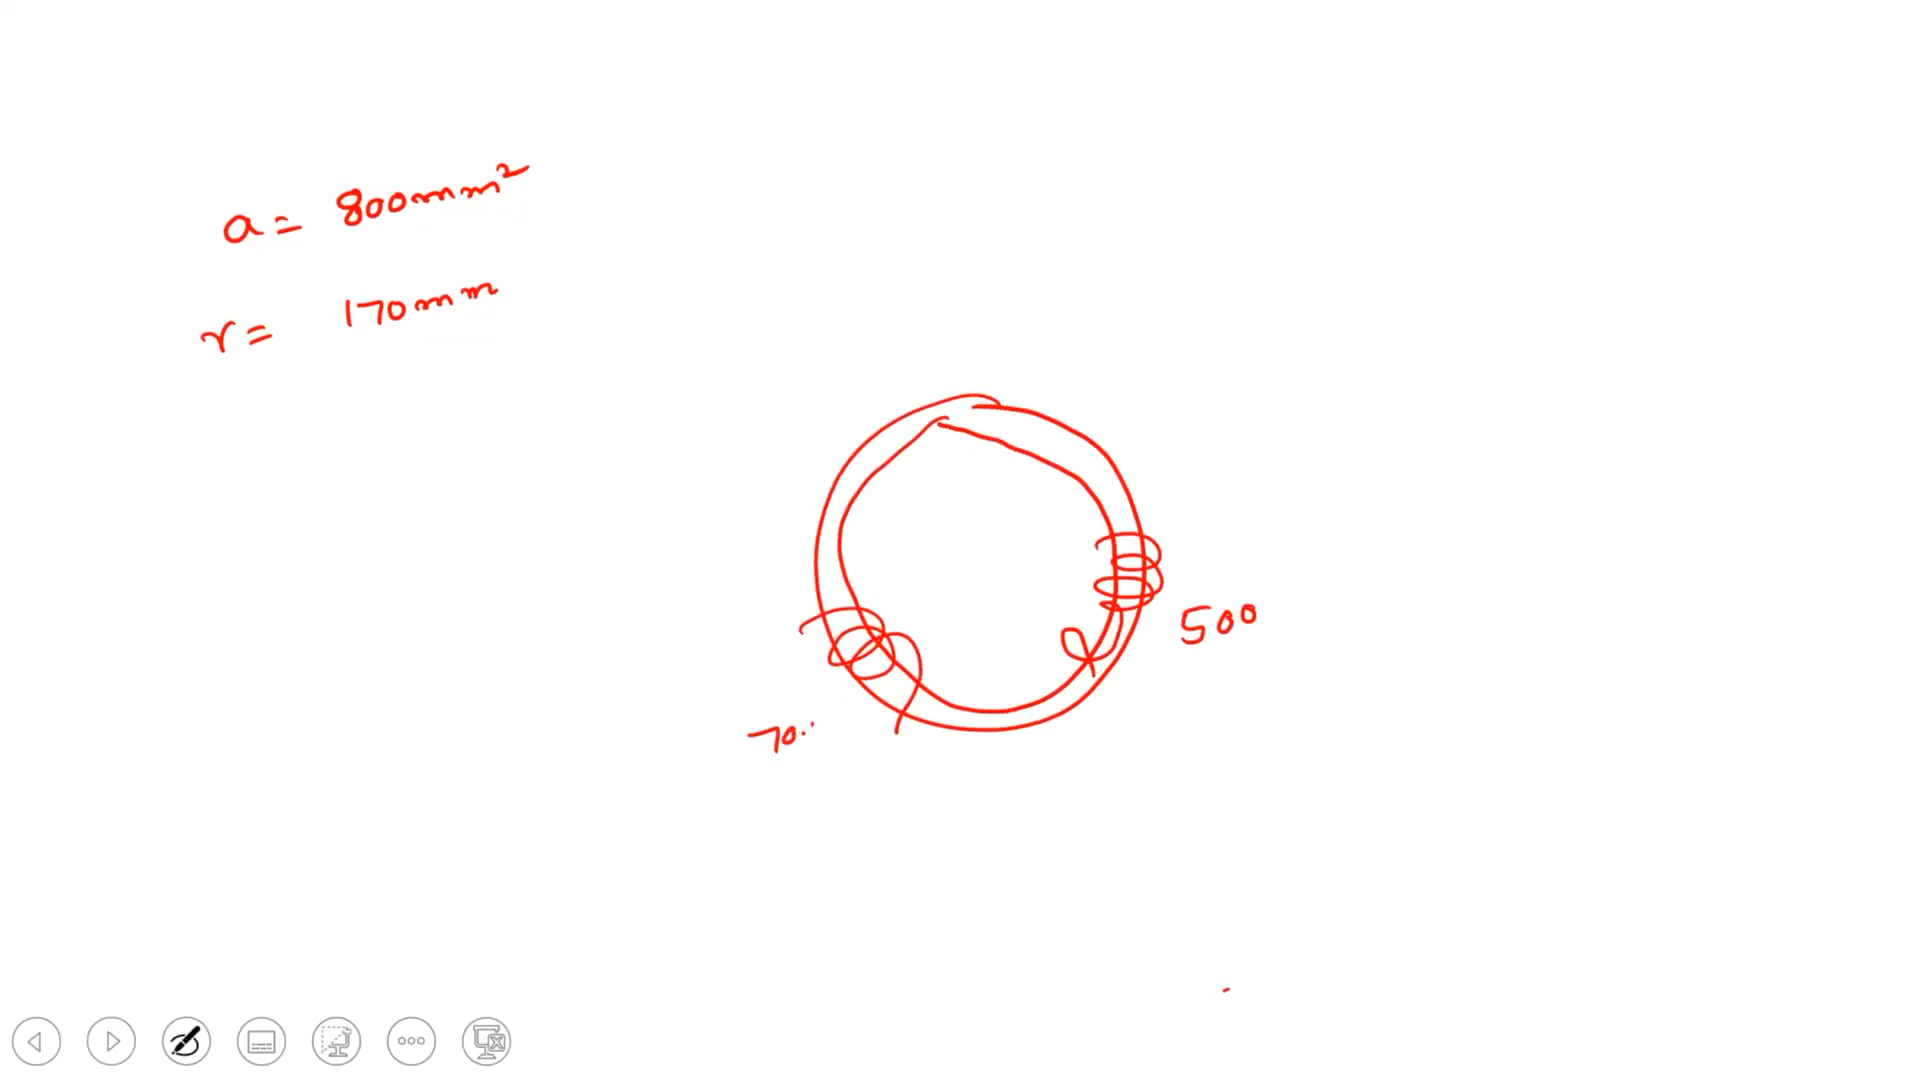 a = 800mm²
r = 170mm
500
70